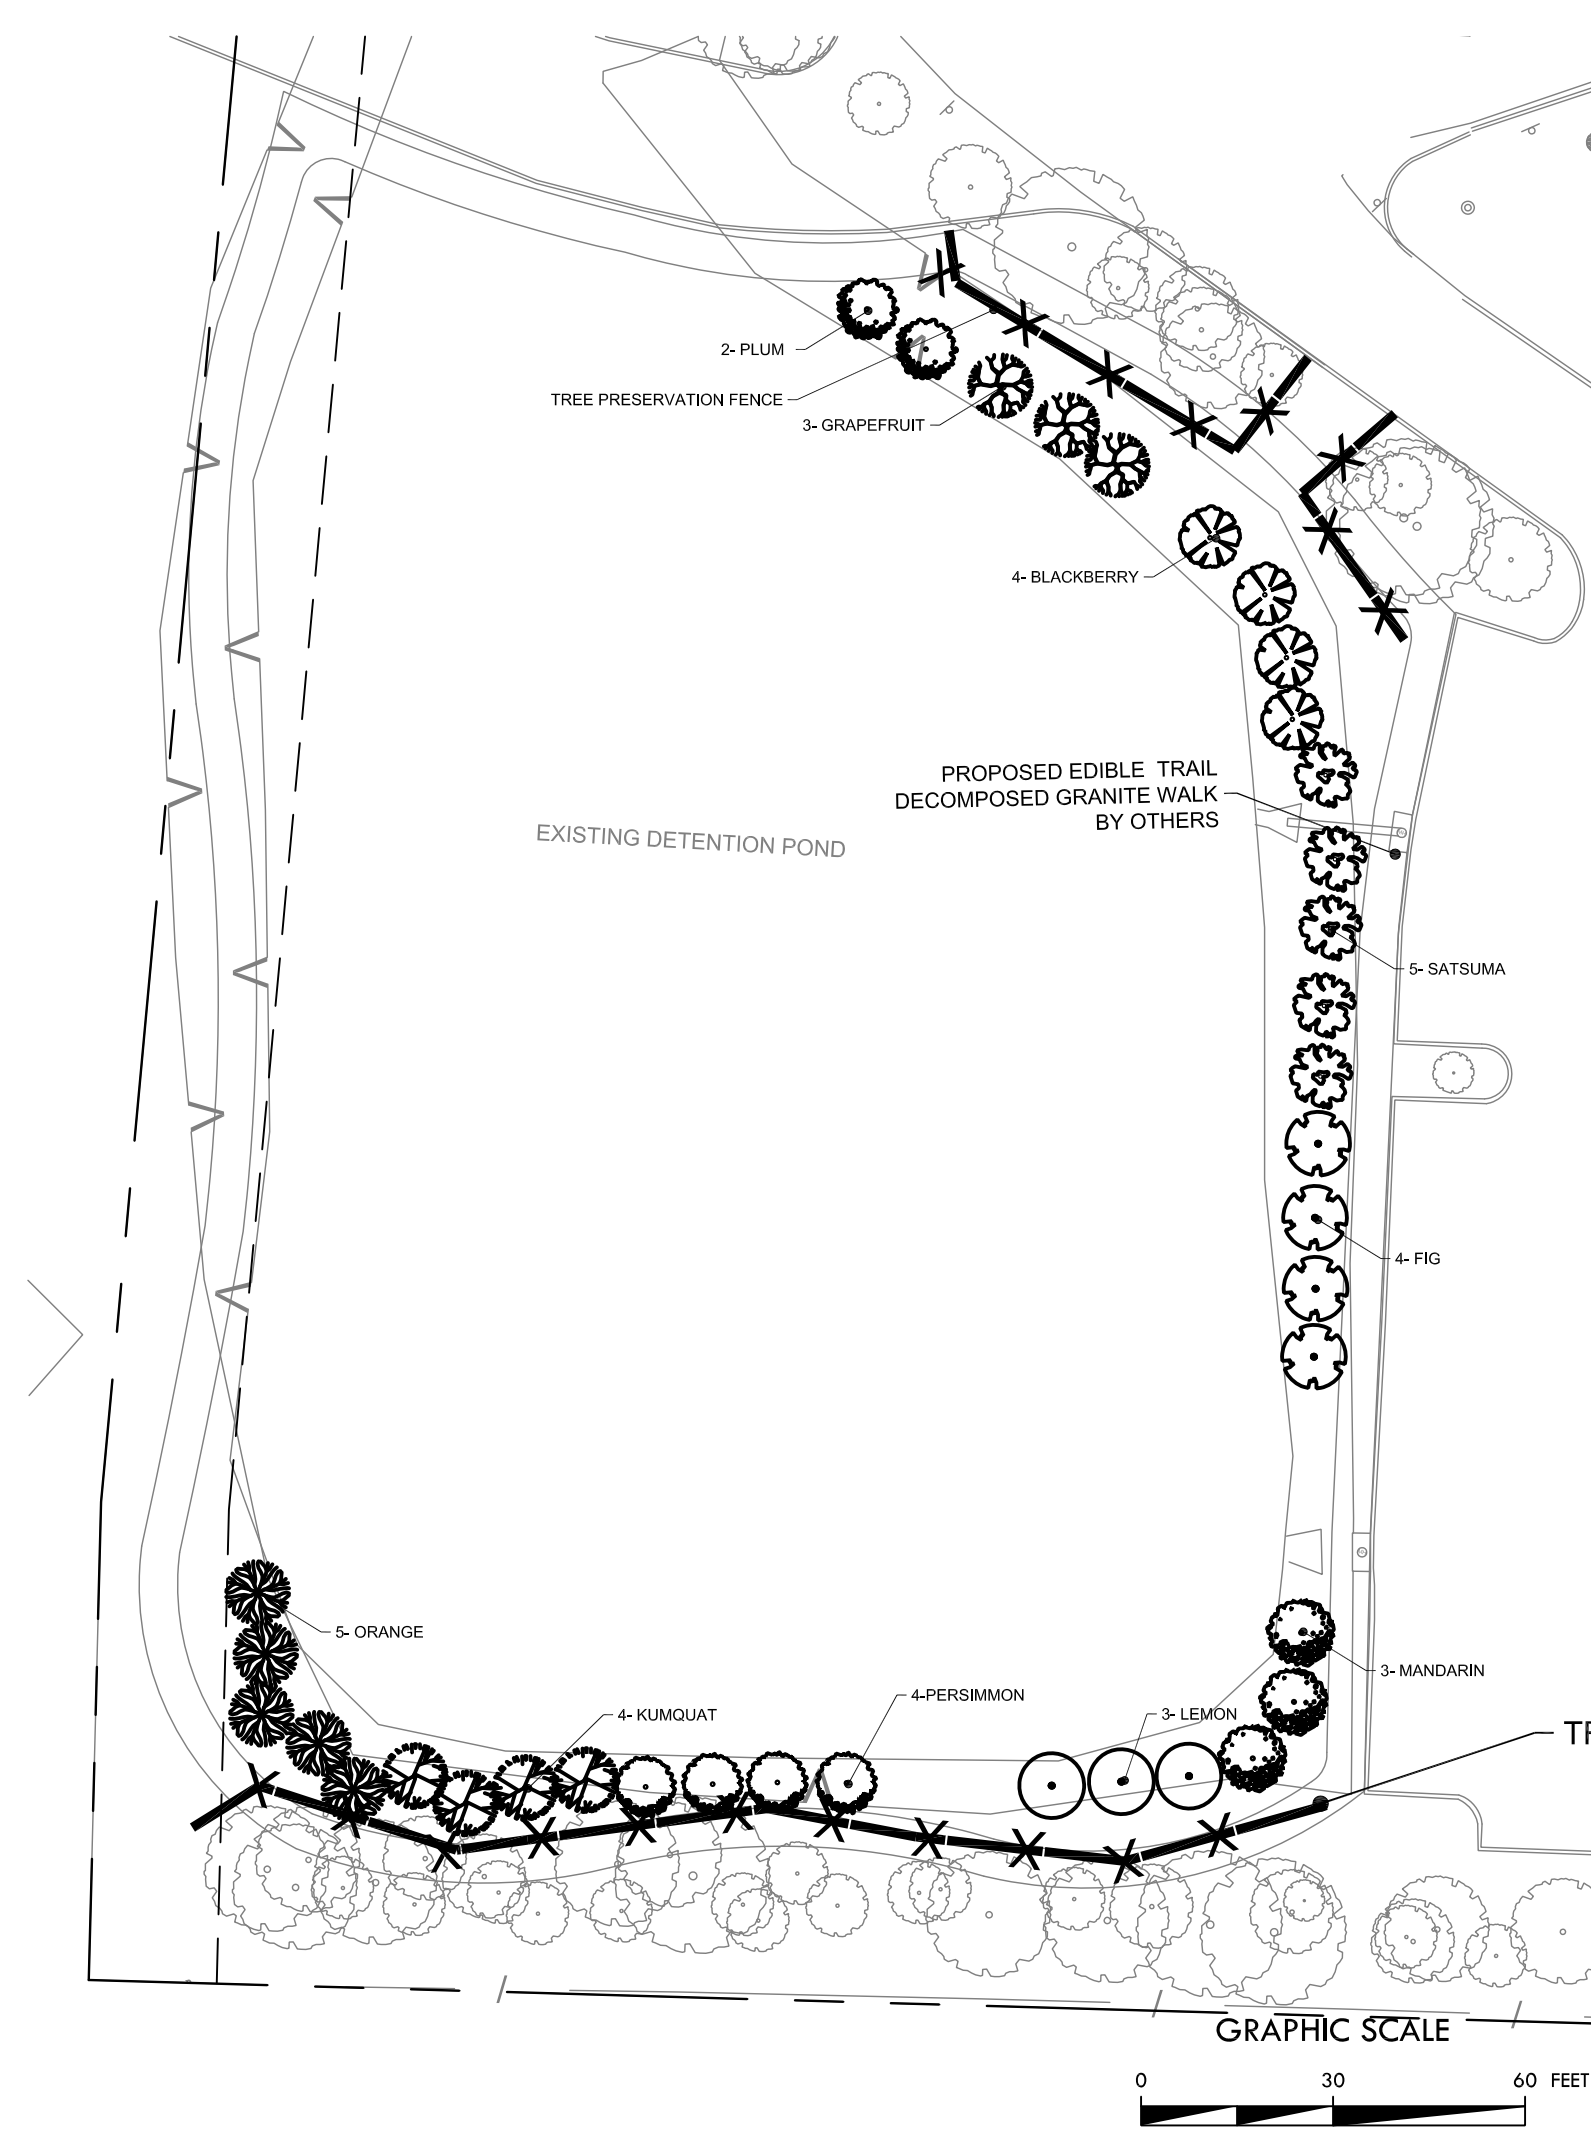 2- PLUM
TREE PRESERVATION FENCE
3- GRAPEFRUIT
4- BLACKBERRY
PROPOSED EDIBLE TRAIL
DECOMPOSED GRANITE WALK
BY OTHERS
EXISTING DETENTION POND
5- SATSUMA
4- FIG
5- ORANGE
3- MANDARIN
4-PERSIMMON
4- KUMQUAT
3- LEMON
GRAPHIC SCALE
0 30 60 FEET